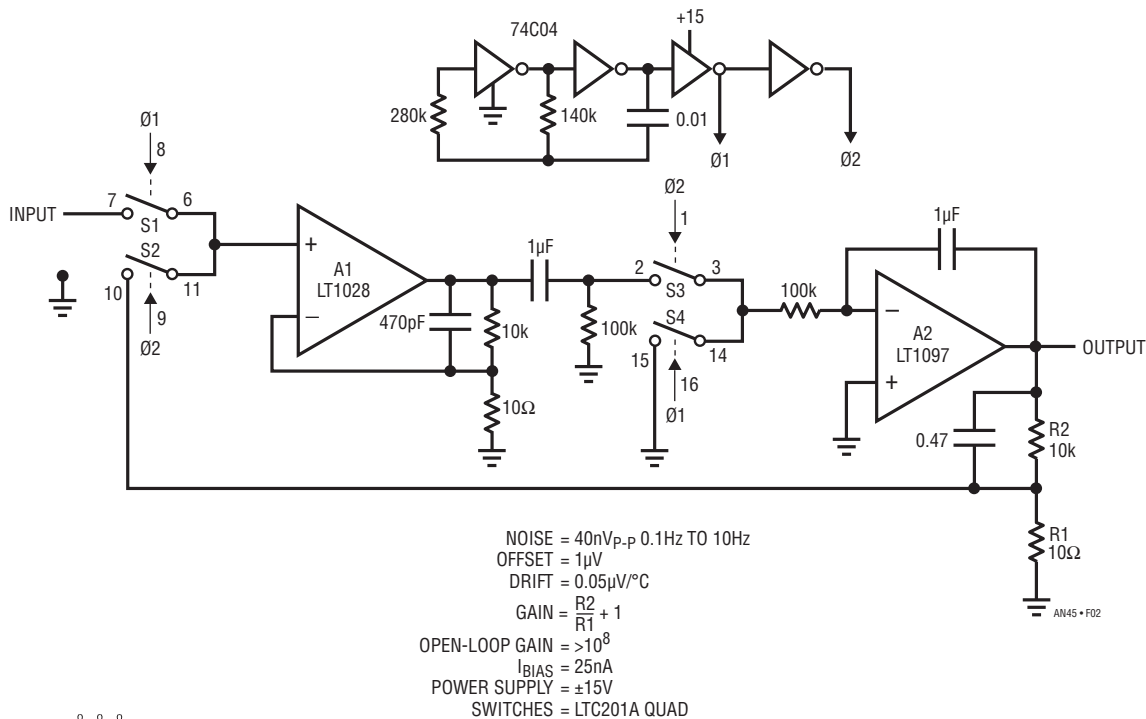 74C04
+15
280k
140k
0.01
Ø1
Ø2
Ø1
8
7
6
INPUT
S1
S2
10
11
9
Ø2
+
A1
LT1028
–
470pF
10k
10Ω
1µF
100k
Ø2
1
2
3
S3
S4
15
14
16
Ø1
100k
1µF
–
A2
LT1097
+
OUTPUT
0.47
R2
10k
R1
10Ω
NOISE = 40nVP-P 0.1Hz TO 10Hz
OFFSET = 1µV
DRIFT = 0.05µV/°C
GAIN = R2/R1 + 1
OPEN-LOOP GAIN = >10⁸
IBIAS = 25nA
POWER SUPPLY = ±15V
SWITCHES = LTC201A QUAD
AN45 • F02